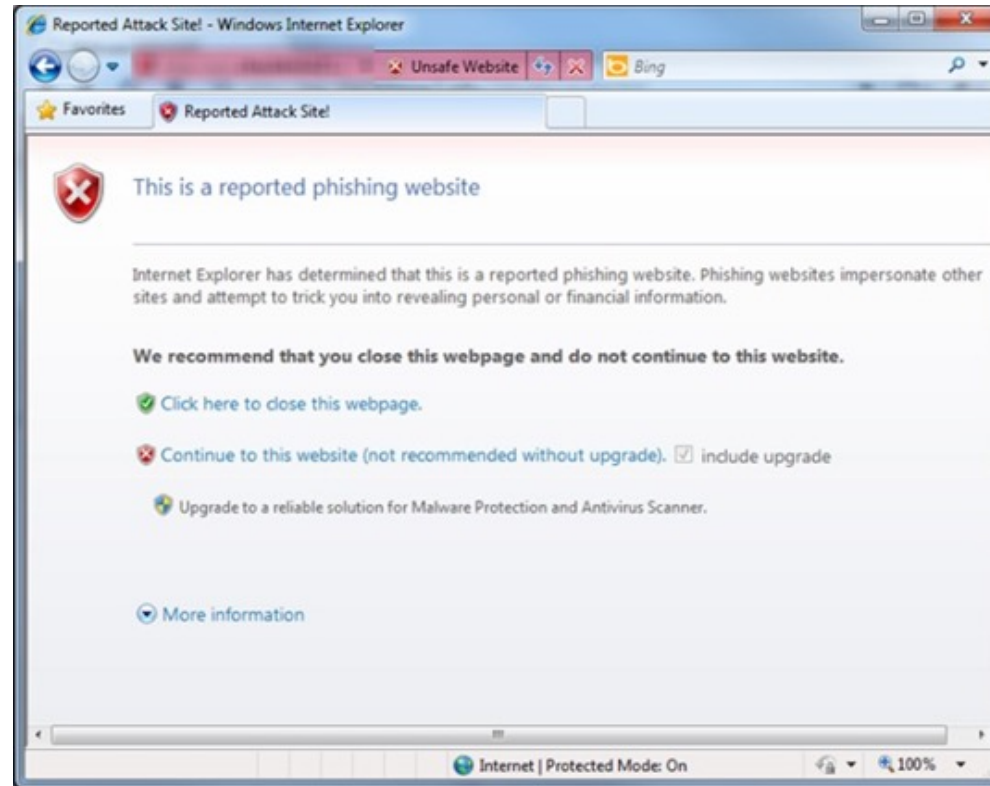 Reported Attack Site! - Windows Internet Explorer
Unsafe Website
Bing
Favorites
Reported Attack Site!
This is a reported phishing website
Internet Explorer has determined that this is a reported phishing website. Phishing websites impersonate other
sites and attempt to trick you into revealing personal or financial information.
We recommend that you close this webpage and do not continue to this website.
Click here to close this webpage.
Continue to this website (not recommended without upgrade). include upgrade
Upgrade to a reliable solution for Malware Protection and Antivirus Scanner.
More information
Internet | Protected Mode: On
100%